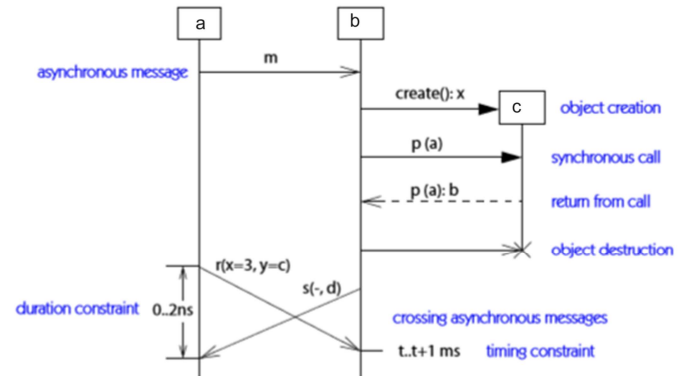 a
b
m
asynchronous message
create(): x
c
object creation
p (a)
synchronous call
p (a): b
return from call
object destruction
r(x=3, y=c)
s(-, d)
duration constraint
0..2ns
crossing asynchronous messages
t..t+1 ms
timing constraint